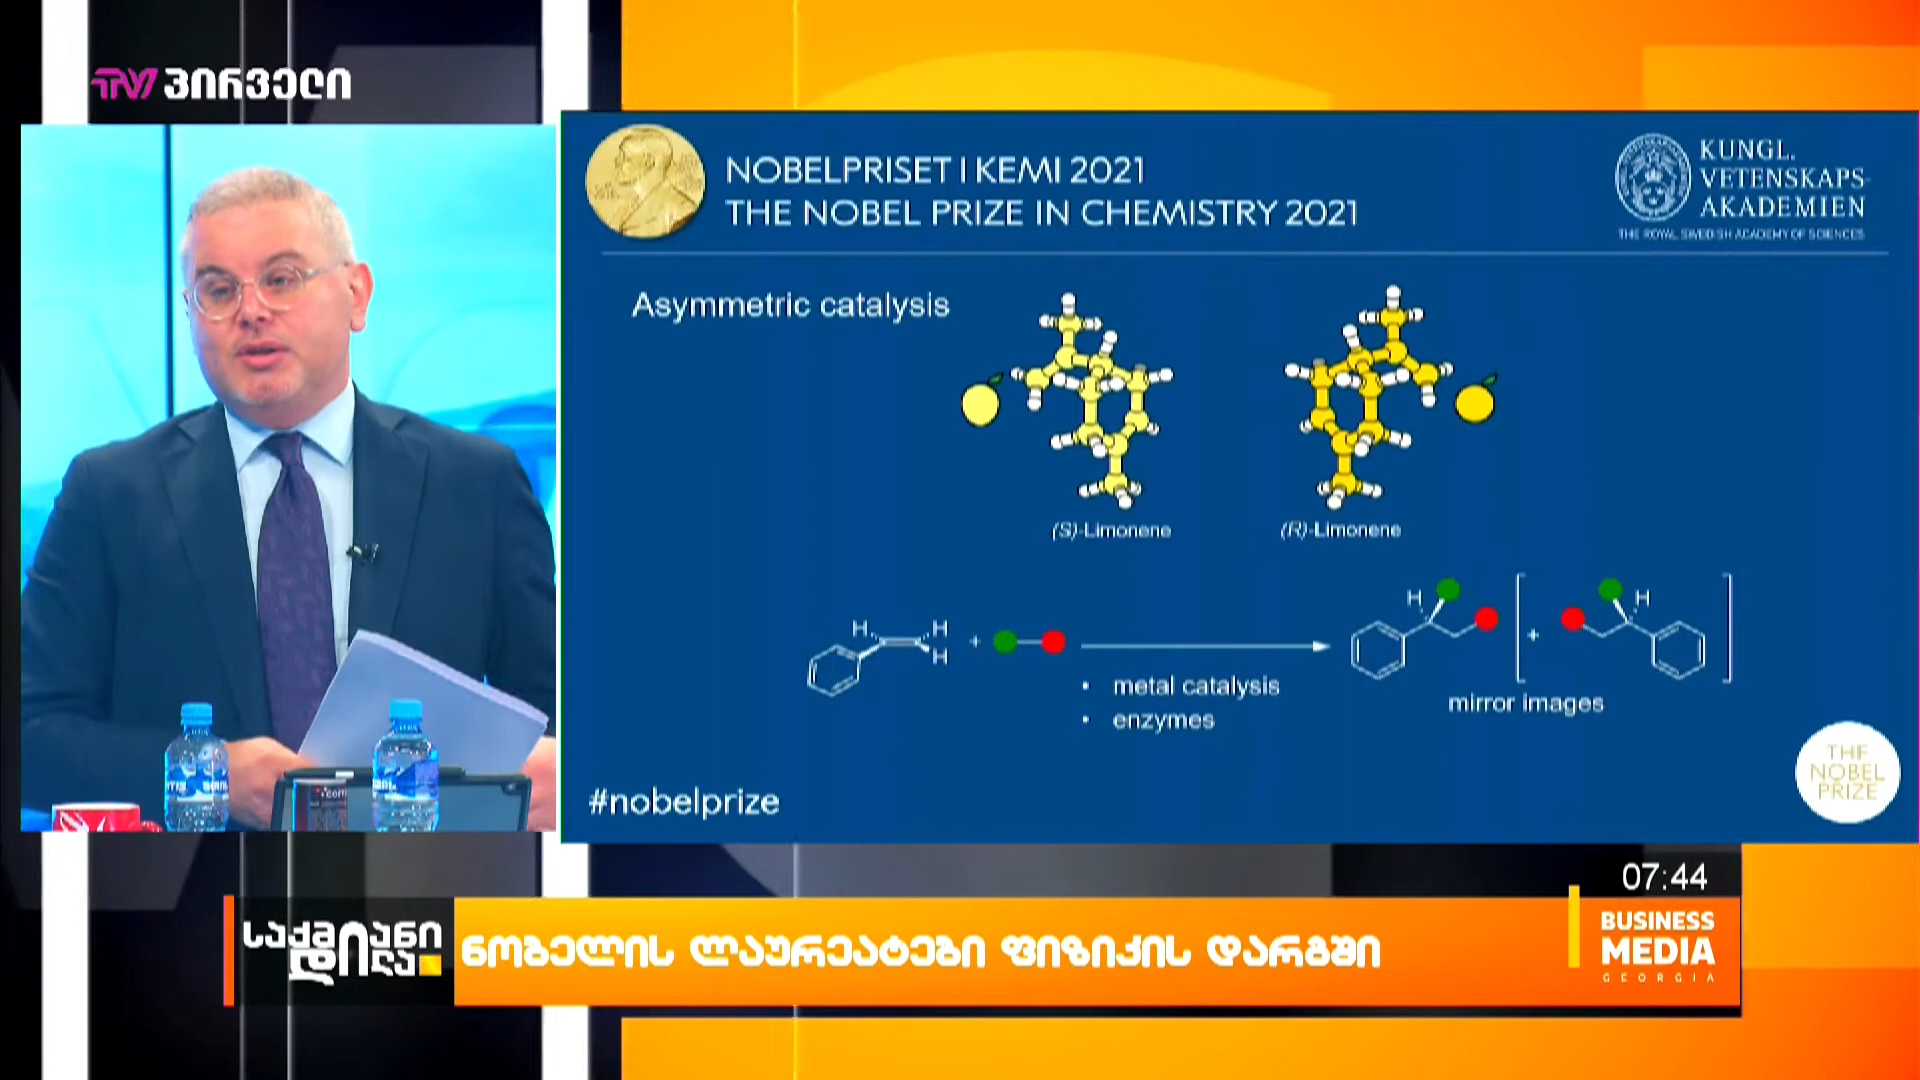 TV პირველი
NOBELPRISET I KEMI 2021
THE NOBEL PRIZE IN CHEMISTRY 2021
KUNGL.
VETENSKAPS-
AKADEMIEN
THE ROYAL SWEDISH ACADEMY OF SCIENCES
Asymmetric catalysis
(S)-Limonene
(R)-Limonene
H
H
H
+
• metal catalysis
• enzymes
H
+
H
mirror images
#nobelprize
THE
NOBEL
PRIZE
07:44
საქმიანი
დილა
ნობელის ლაურეატები ფიზიკის დარგში
BUSINESS
MEDIA
GEORGIA